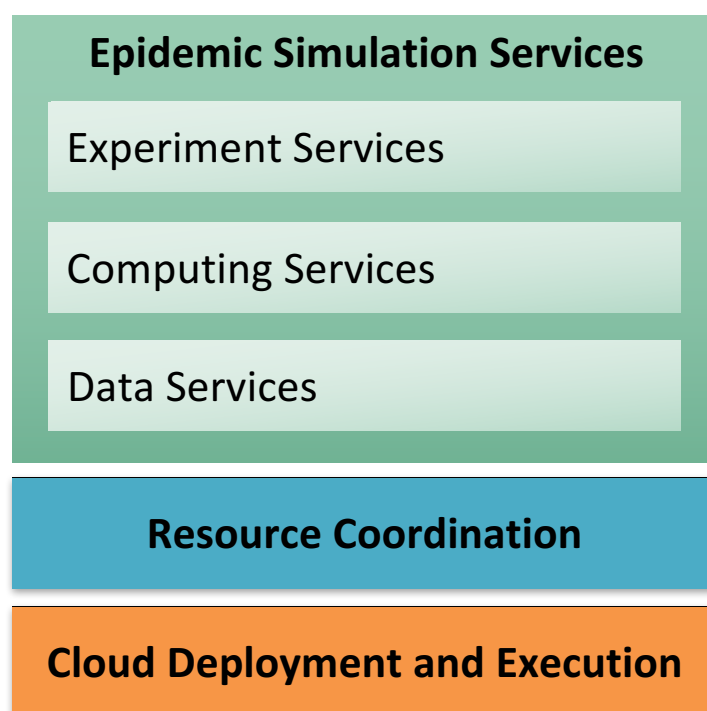 Epidemic Simulation Services
Experiment Services
Computing Services
Data Services
Resource Coordination
Cloud Deployment and Execution